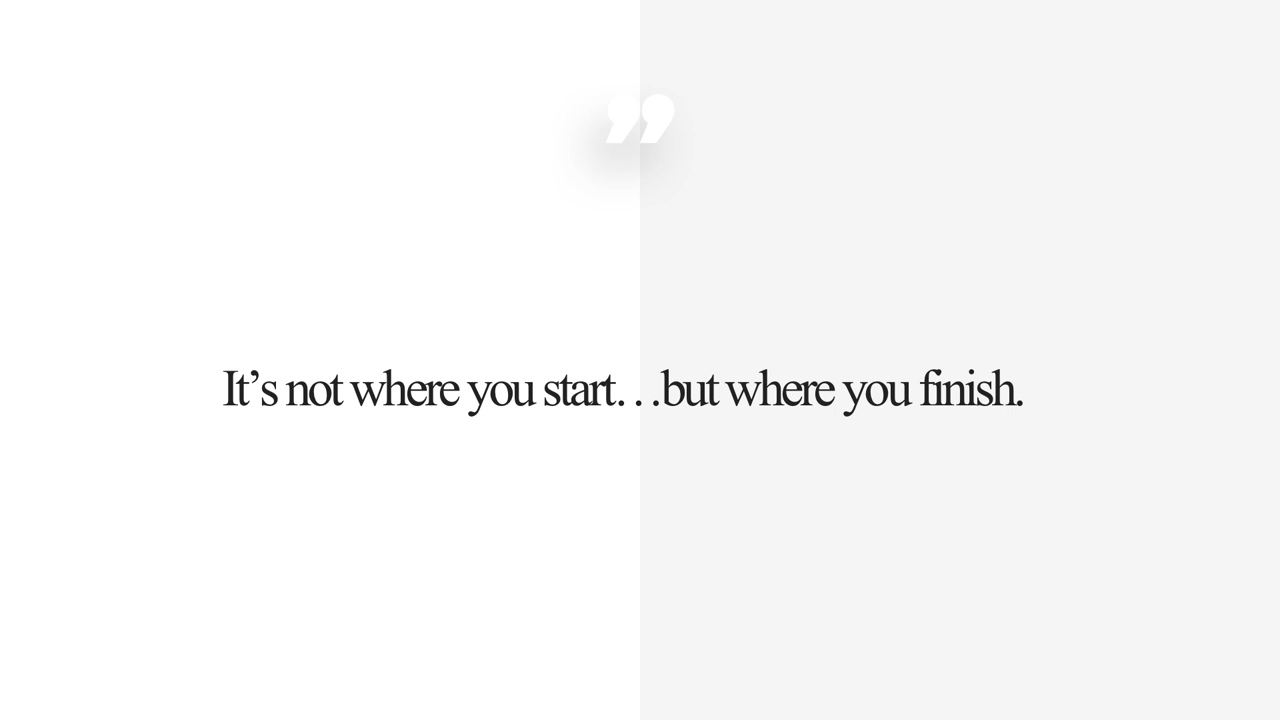 ”
It’s not where you start. . .but where you finish.